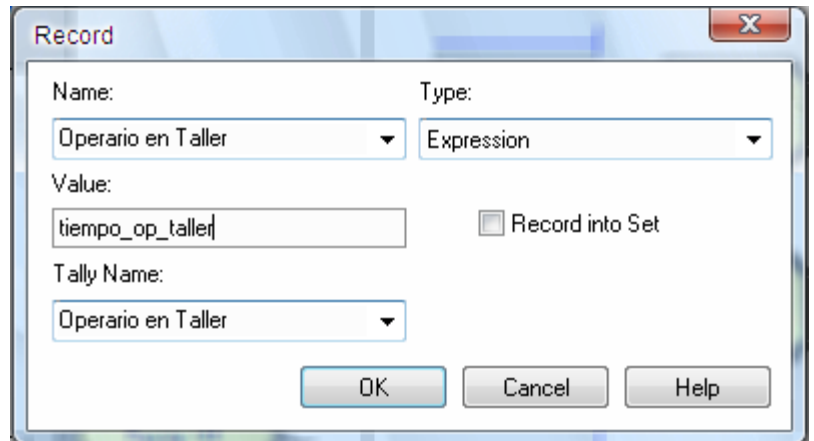 Record
Name: Type:
Operario en Taller Expression
Value:
tiempo_op_taller Record into Set
Tally Name:
Operario en Taller
OK Cancel Help